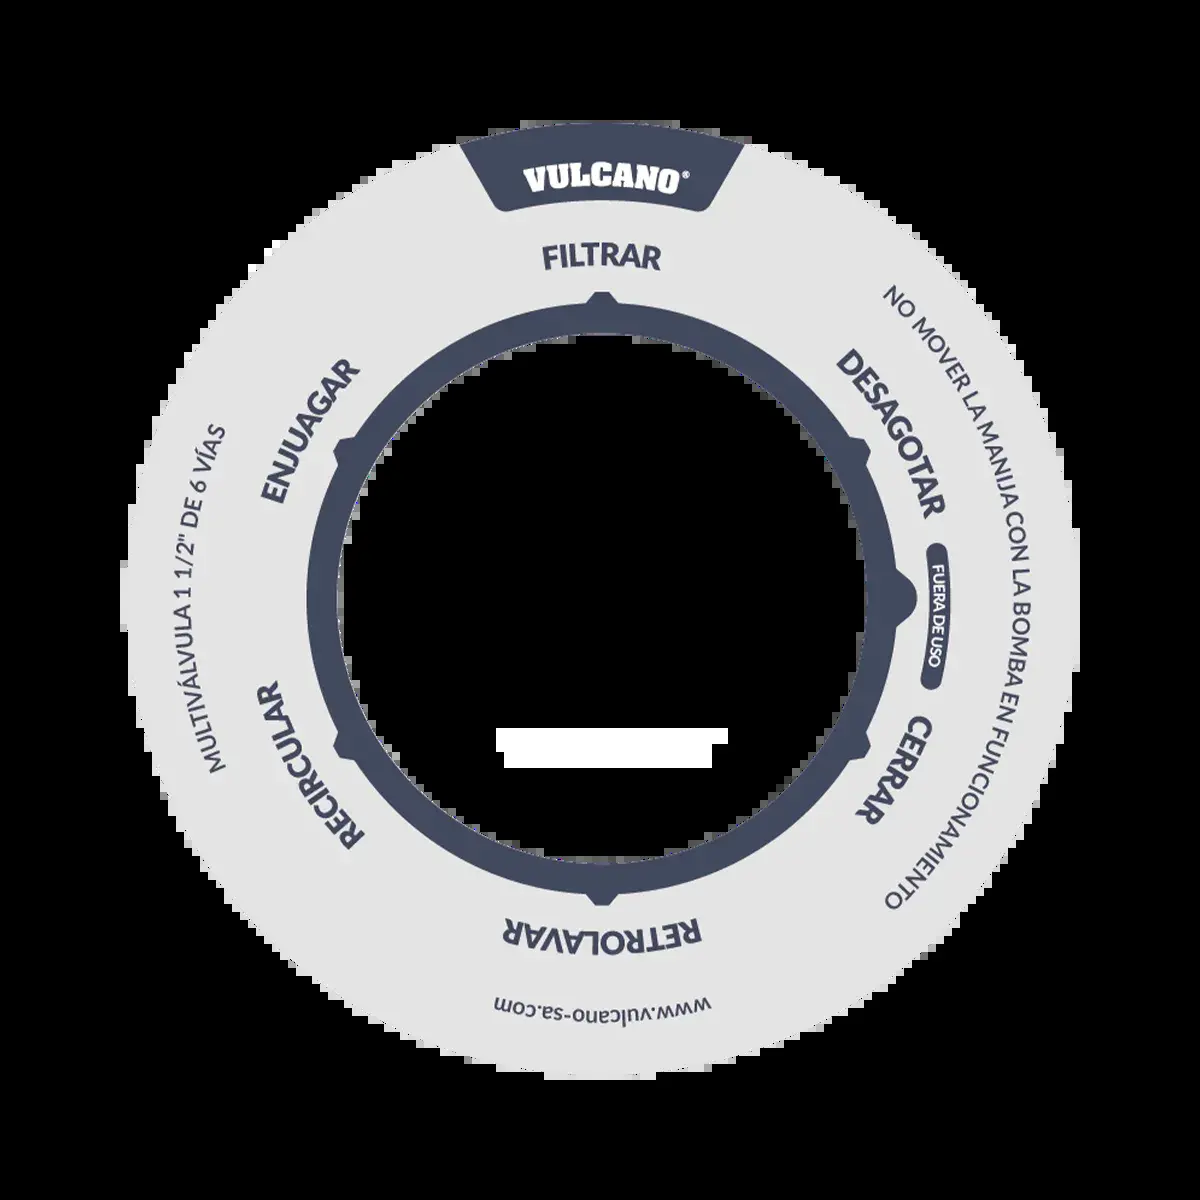 VULCANO®
FILTRAR
DESAGOTAR
FUERA DE USO
CERRAR
RETROLAVAR
RECIRCULAR
ENJUAGAR
NO MOVER LA MANIJA CON LA BOMBA EN FUNCIONAMIENTO
www.vulcano-sa.com
MULTIVÁLVULA 1 1/2" DE 6 VÍAS